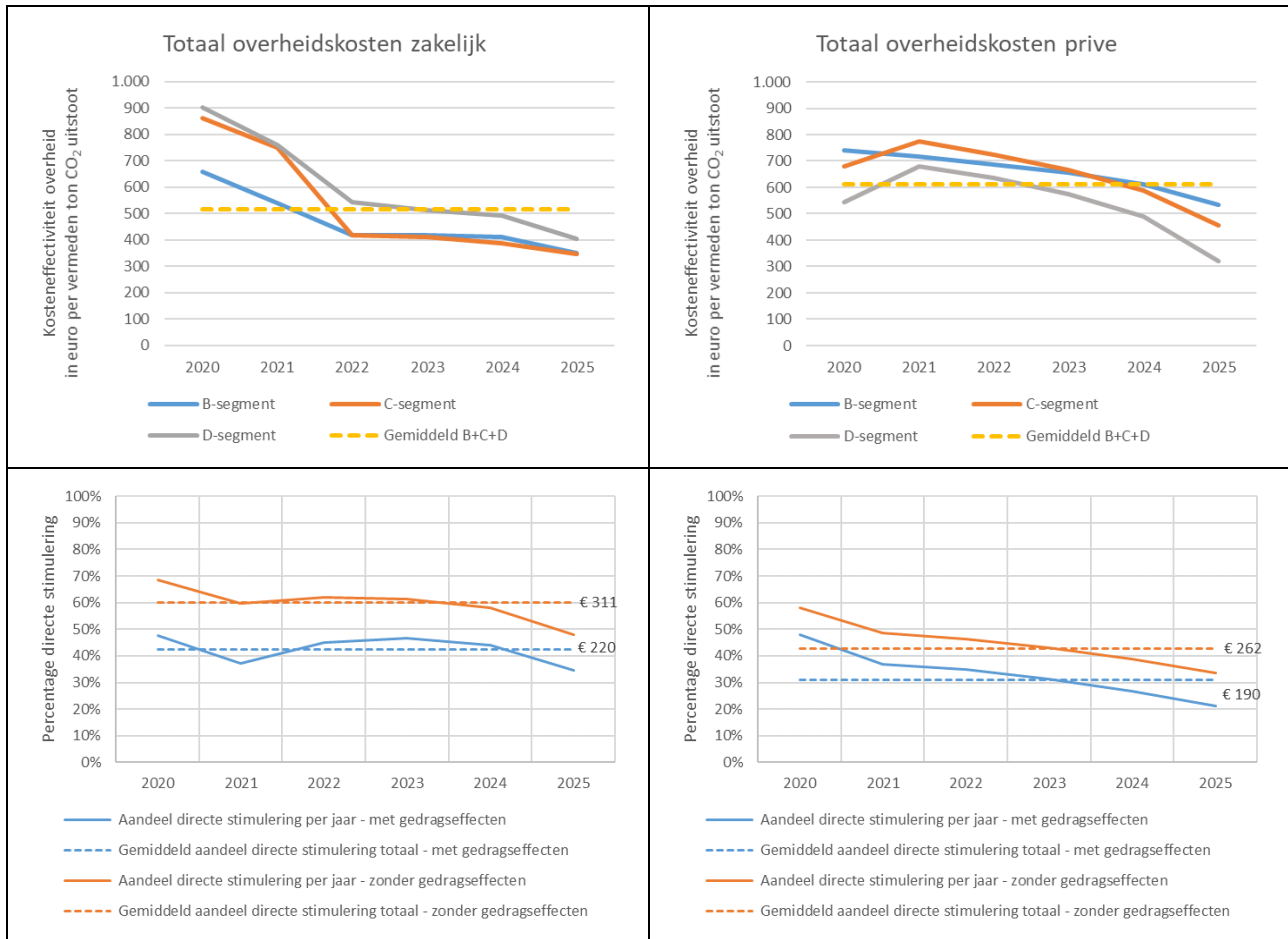 Totaal overheidskosten zakelijk
Kosteneffectiviteit overheid
in euro per vermeden ton CO₂ uitstoot
1.000
900
800
700
600
500
400
300
200
100
0
2020 2021 2022 2023 2024 2025
B-segment C-segment
D-segment Gemiddeld B+C+D
Totaal overheidskosten prive
Kosteneffectiviteit overheid
in euro per vermeden ton CO₂ uitstoot
1.000
900
800
700
600
500
400
300
200
100
0
2020 2021 2022 2023 2024 2025
B-segment C-segment
D-segment Gemiddeld B+C+D
Percentage directe stimulering
100%
90%
80%
70%
60%
50%
40%
30%
20%
10%
0%
€ 311
€ 220
2020 2021 2022 2023 2024 2025
Aandeel directe stimulering per jaar - met gedragseffecten
Gemiddeld aandeel directe stimulering totaal - met gedragseffecten
Aandeel directe stimulering per jaar - zonder gedragseffecten
Gemiddeld aandeel directe stimulering totaal - zonder gedragseffecten
Percentage directe stimulering
100%
90%
80%
70%
60%
50%
40%
30%
20%
10%
0%
€ 262
€ 190
2020 2021 2022 2023 2024 2025
Aandeel directe stimulering per jaar - met gedragseffecten
Gemiddeld aandeel directe stimulering totaal - met gedragseffecten
Aandeel directe stimulering per jaar - zonder gedragseffecten
Gemiddeld aandeel directe stimulering totaal - zonder gedragseffecten